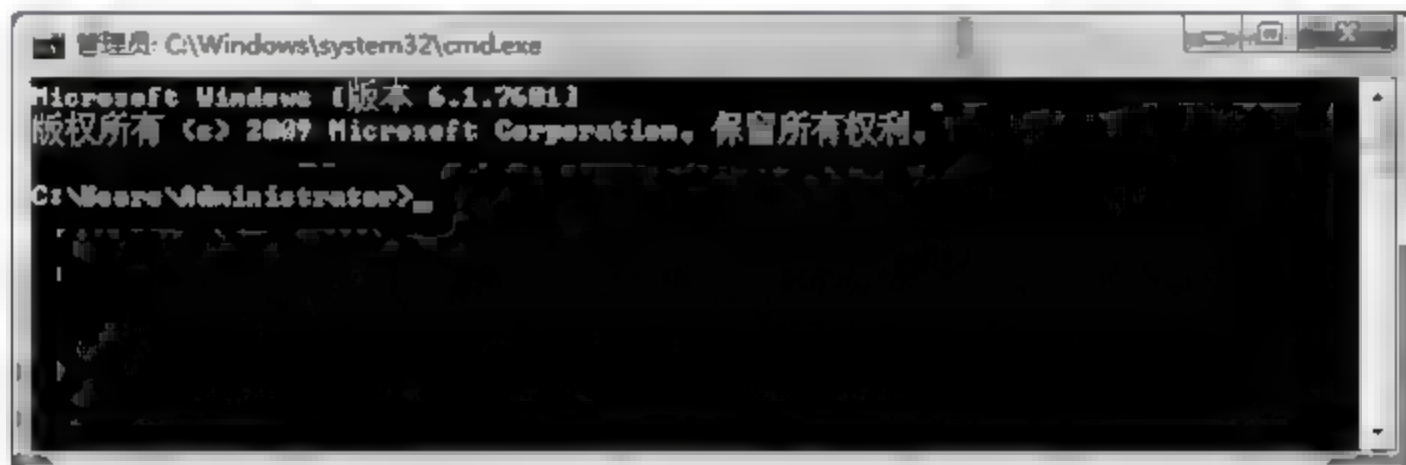 管理员: C:\Windows\system32\cmd.exe
Microsoft Windows [版本 6.1.7601]
版权所有 (c) 2009 Microsoft Corporation。保留所有权利。
C:\Users\Administrator>_